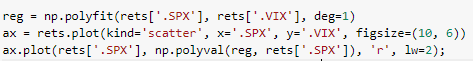 reg = np.polyfit(rets['.SPX'], rets['.VIX'], deg=1)
ax = rets.plot(kind='scatter', x='.SPX', y='.VIX', figsize=(10, 6))
ax.plot(rets['.SPX'], np.polyval(reg, rets['.SPX']), 'r', lw=2);